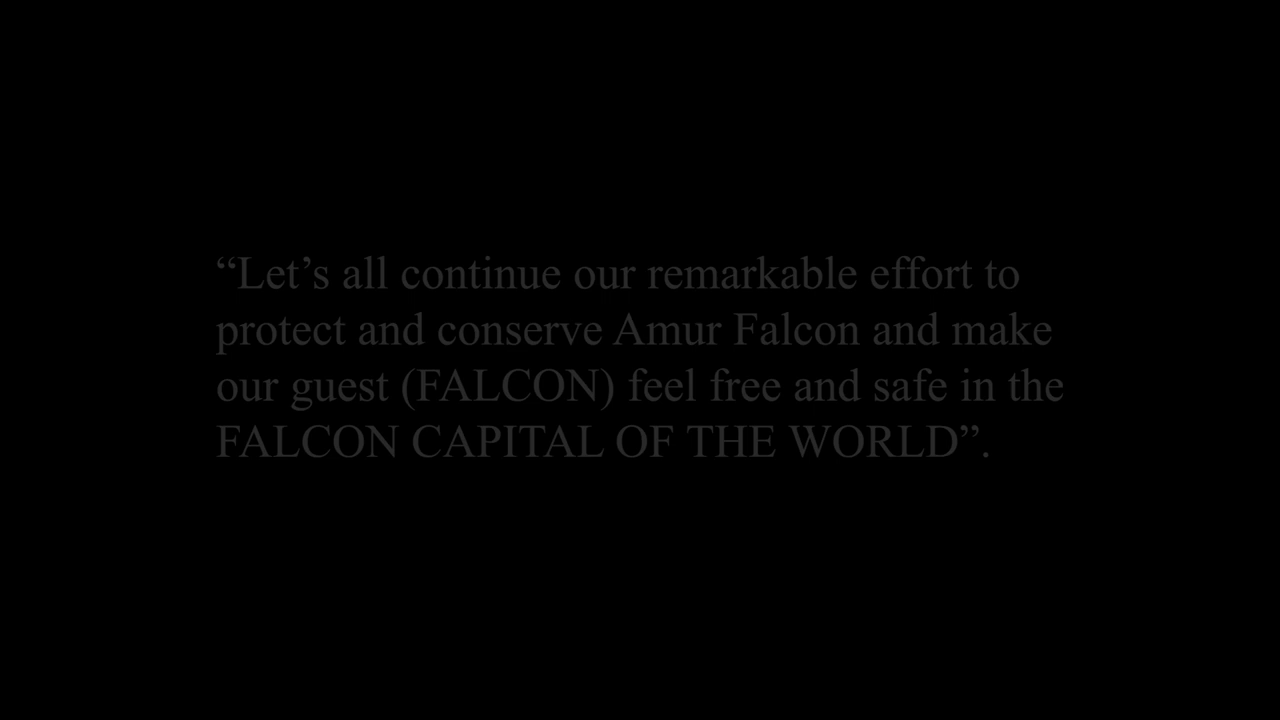 “Let’s all continue our remarkable effort to
protect and conserve Amur Falcon and make
our guest (FALCON) feel free and safe in the
FALCON CAPITAL OF THE WORLD”.